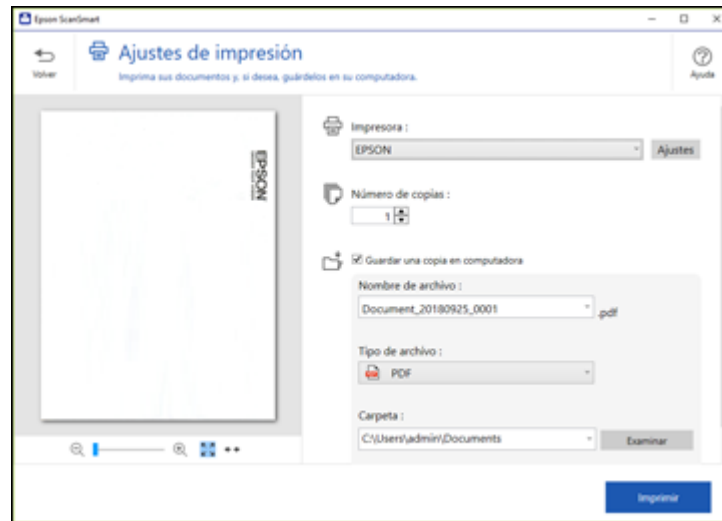 Epson ScanSmart
Volver
Ajustes de impresión
Imprima sus documentos y, si desea, guárdelos en su computadora.
Ayuda
EPSON
Impresora :
EPSON
Ajustes
Número de copias :
1
Guardar una copia en computadora
Nombre de archivo :
Document_20180925_0001
.pdf
Tipo de archivo :
PDF
Carpeta :
C:\Users\admin\Documents
Examinar
Imprimir